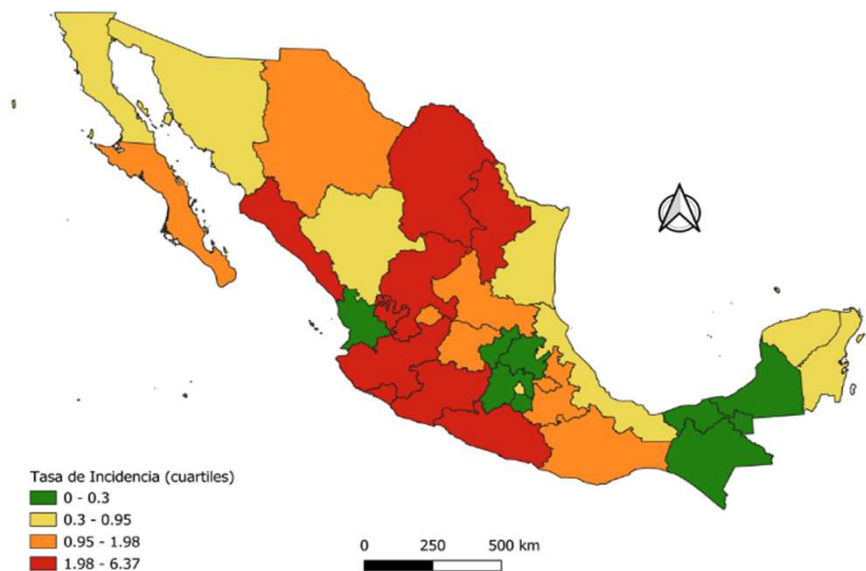 Tasa de Incidencia (cuartiles)
0 - 0.3
0.3 - 0.95
0.95 - 1.98
1.98 - 6.37
0 250 500 km